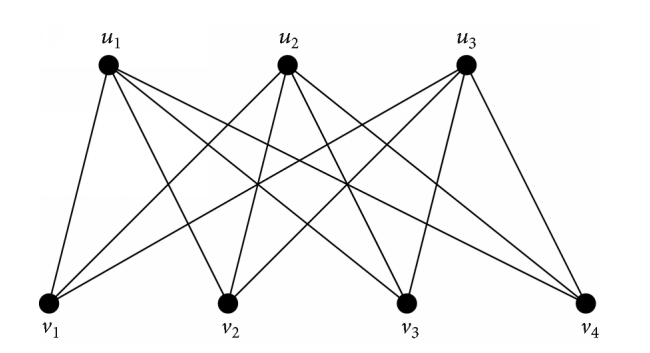 u₁ u₂ u₃
v₁ v₂ v₃ v₄